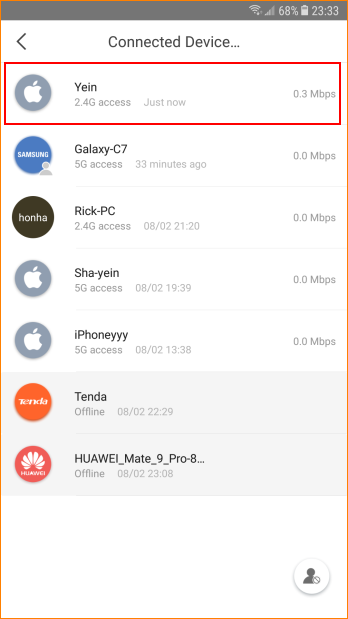 68% 23:33
Connected Device...
Yein
2.4G access Just now
0.3 Mbps
SAMSUNG
Galaxy-C7
5G access 33 minutes ago
0.0 Mbps
honha
Rick-PC
2.4G access 08/02 21:20
0.0 Mbps
Sha-yein
5G access 08/02 19:39
0.0 Mbps
iPhoneyyy
5G access 08/02 13:38
0.0 Mbps
Tenda
Tenda
Offline 08/02 22:29
HUAWEI
HUAWEI_Mate_9_Pro-8...
Offline 08/02 23:08